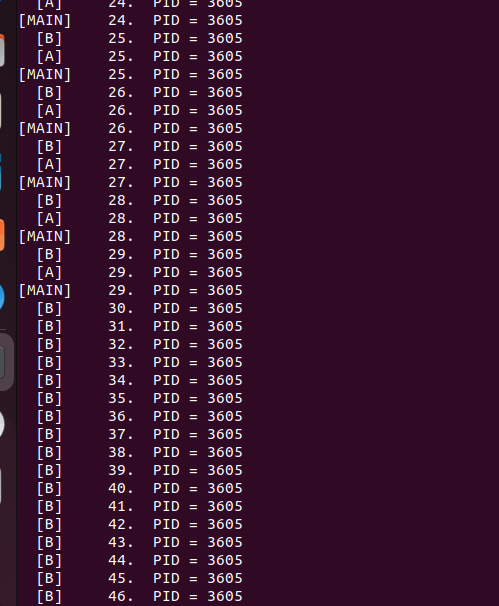 [A]     24.  PID = 3605
[MAIN]    24.  PID = 3605
[B]     25.  PID = 3605
[A]     25.  PID = 3605
[MAIN]    25.  PID = 3605
[B]     26.  PID = 3605
[A]     26.  PID = 3605
[MAIN]    26.  PID = 3605
[B]     27.  PID = 3605
[A]     27.  PID = 3605
[MAIN]    27.  PID = 3605
[B]     28.  PID = 3605
[A]     28.  PID = 3605
[MAIN]    28.  PID = 3605
[B]     29.  PID = 3605
[A]     29.  PID = 3605
[MAIN]    29.  PID = 3605
[B]     30.  PID = 3605
[B]     31.  PID = 3605
[B]     32.  PID = 3605
[B]     33.  PID = 3605
[B]     34.  PID = 3605
[B]     35.  PID = 3605
[B]     36.  PID = 3605
[B]     37.  PID = 3605
[B]     38.  PID = 3605
[B]     39.  PID = 3605
[B]     40.  PID = 3605
[B]     41.  PID = 3605
[B]     42.  PID = 3605
[B]     43.  PID = 3605
[B]     44.  PID = 3605
[B]     45.  PID = 3605
[B]     46.  PID = 3605